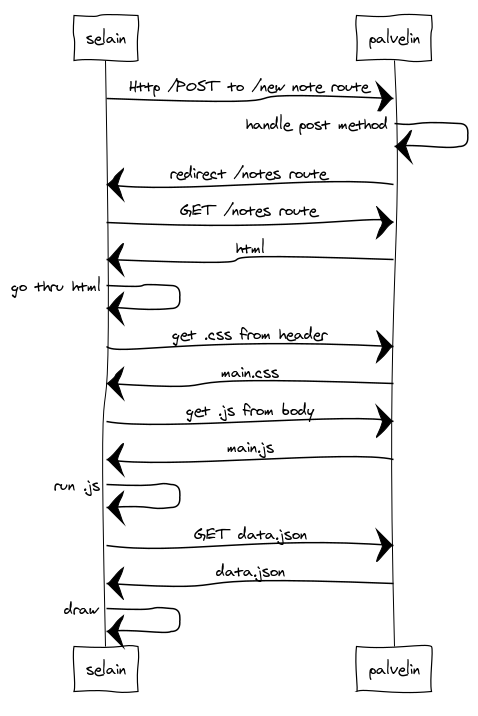 selain palvelin
Http /POST to /new note route
handle post method
redirect /notes route
GET /notes route
html
go thru html
get .css from header
main.css
get .js from body
main.js
run .js
GET data.json
data.json
draw
selain palvelin